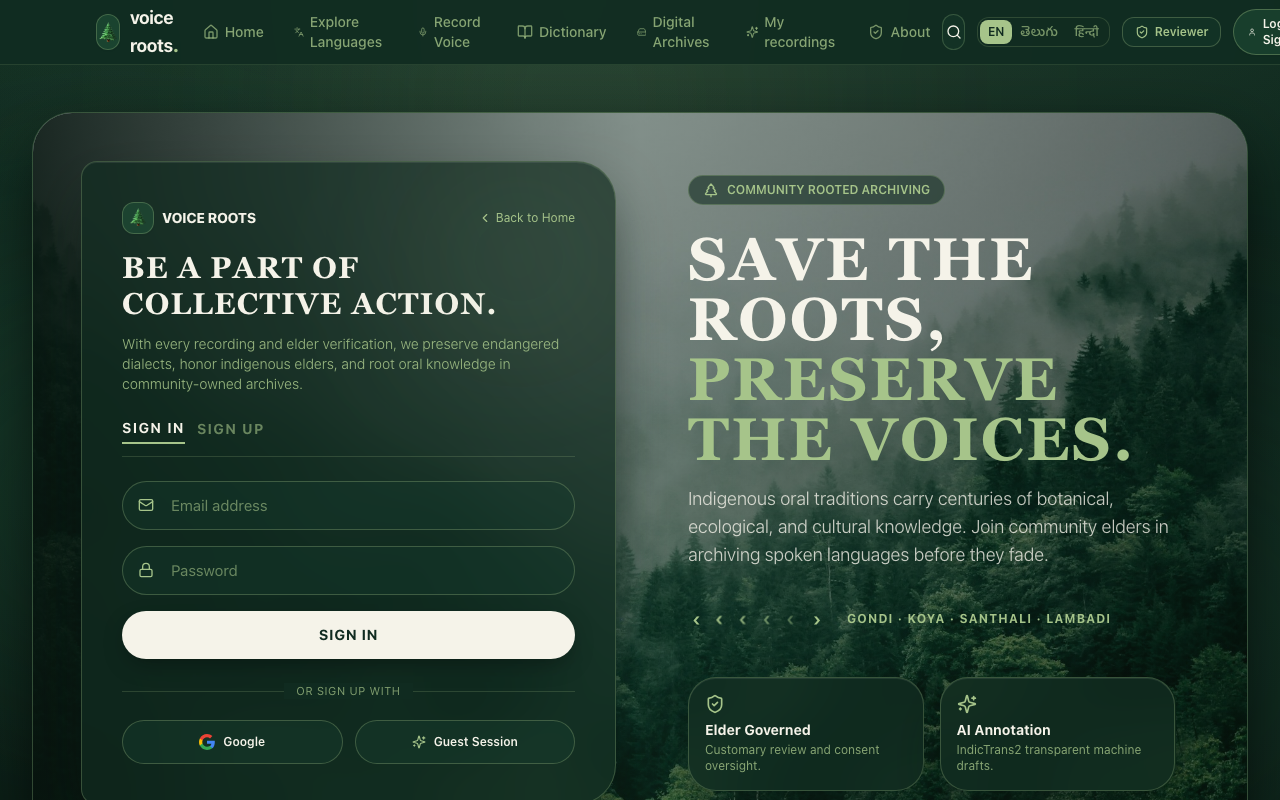 voice
roots.
Home
Explore
Languages
Record
Voice
Dictionary
Digital
Archives
My
recordings
About
EN
తెలుగు
हिन्दी
Reviewer
VOICE ROOTS
Back to Home
BE A PART OF
COLLECTIVE ACTION.
With every recording and elder verification, we preserve endangered
dialects, honor indigenous elders, and root oral knowledge in
community-owned archives.
SIGN IN
SIGN UP
Email address
Password
SIGN IN
OR SIGN UP WITH
Google
Guest Session
COMMUNITY ROOTED ARCHIVING
SAVE THE
ROOTS,
PRESERVE
THE VOICES.
Indigenous oral traditions carry centuries of botanical,
ecological, and cultural knowledge. Join community elders in
archiving spoken languages before they fade.
GONDI · KOYA · SANTHALI · LAMBADI
Elder Governed
Customary review and consent
oversight.
AI Annotation
IndicTrans2 transparent machine
drafts.